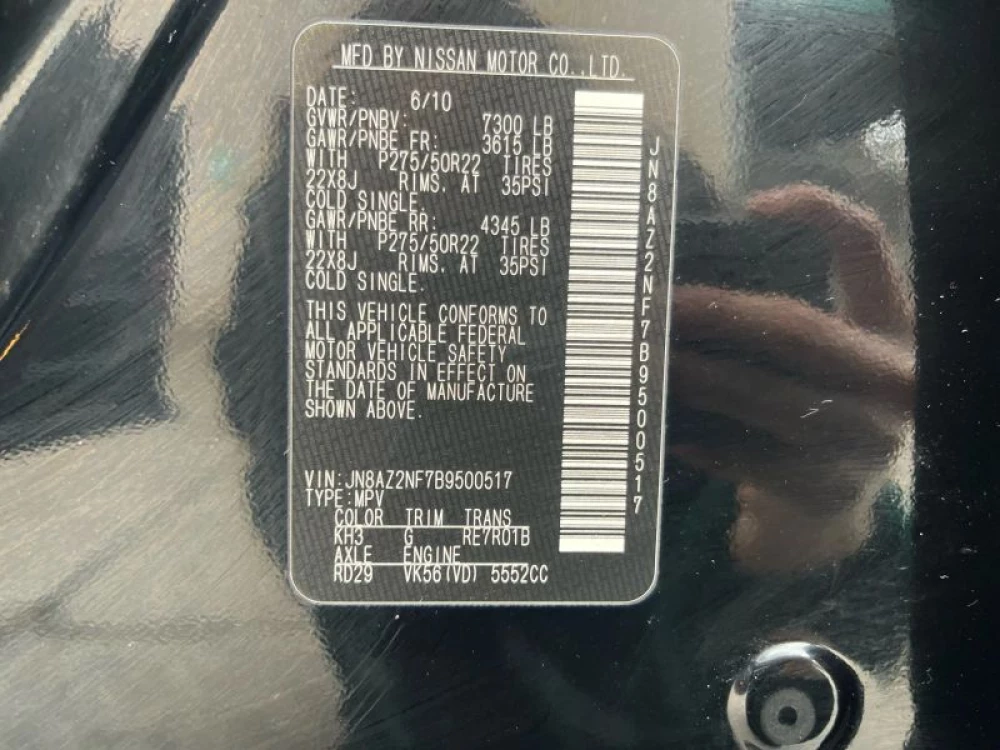 MFD BY NISSAN MOTOR CO.,LTD.
DATE: 6/10
GVWR/PNBV: 7300 LB
GAWR/PNBE FR: 3615 LB
WITH P275/50R22 TIRES
22X8J RIMS. AT 35PSI
COLD SINGLE.
GAWR/PNBE RR: 4345 LB
WITH P275/50R22 TIRES
22X8J RIMS. AT 35PSI
COLD SINGLE.
THIS VEHICLE CONFORMS TO
ALL APPLICABLE FEDERAL
MOTOR VEHICLE SAFETY
STANDARDS IN EFFECT ON
THE DATE OF MANUFACTURE
SHOWN ABOVE.
VIN:JN8AZ2NF7B9500517
TYPE:MPV
COLOR TRIM TRANS
KH3 G RE7R01B
AXLE ENGINE
RD29 VK56(VD) 5552CC
JN8AZ2NF7B9500517